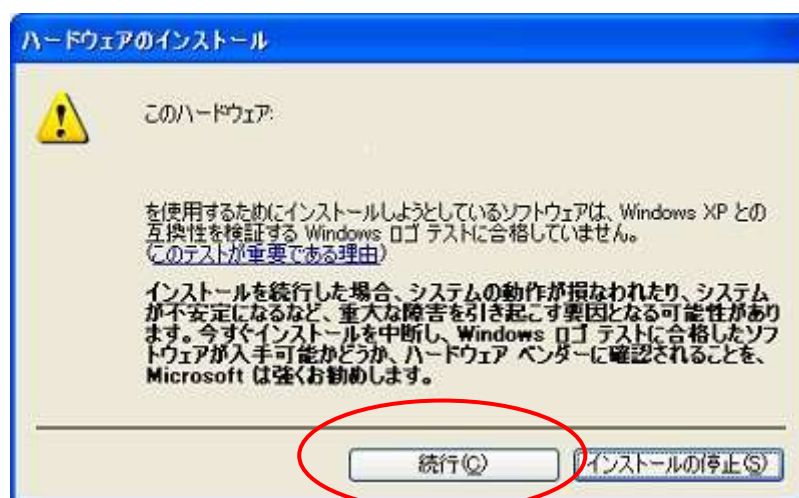 ハードウェアのインストール
このハードウェア:
を使用するためにインストールしようとしているソフトウェアは、Windows XP との
互換性を検証する Windows ロゴ テストに合格していません。
(このテストが重要である理由)
インストールを続行した場合、システムの動作が損なわれたり、システム
が不安定になるなど、重大な障害を引き起こす要因となる可能性があり
ます。今すぐインストールを中断し、Windows ロゴ テストに合格したソフ
トウェアが入手可能かどうか、ハードウェア ベンダーに確認されることを、
Microsoft は強くお勧めします。
続行(C)
インストールの停止(S)